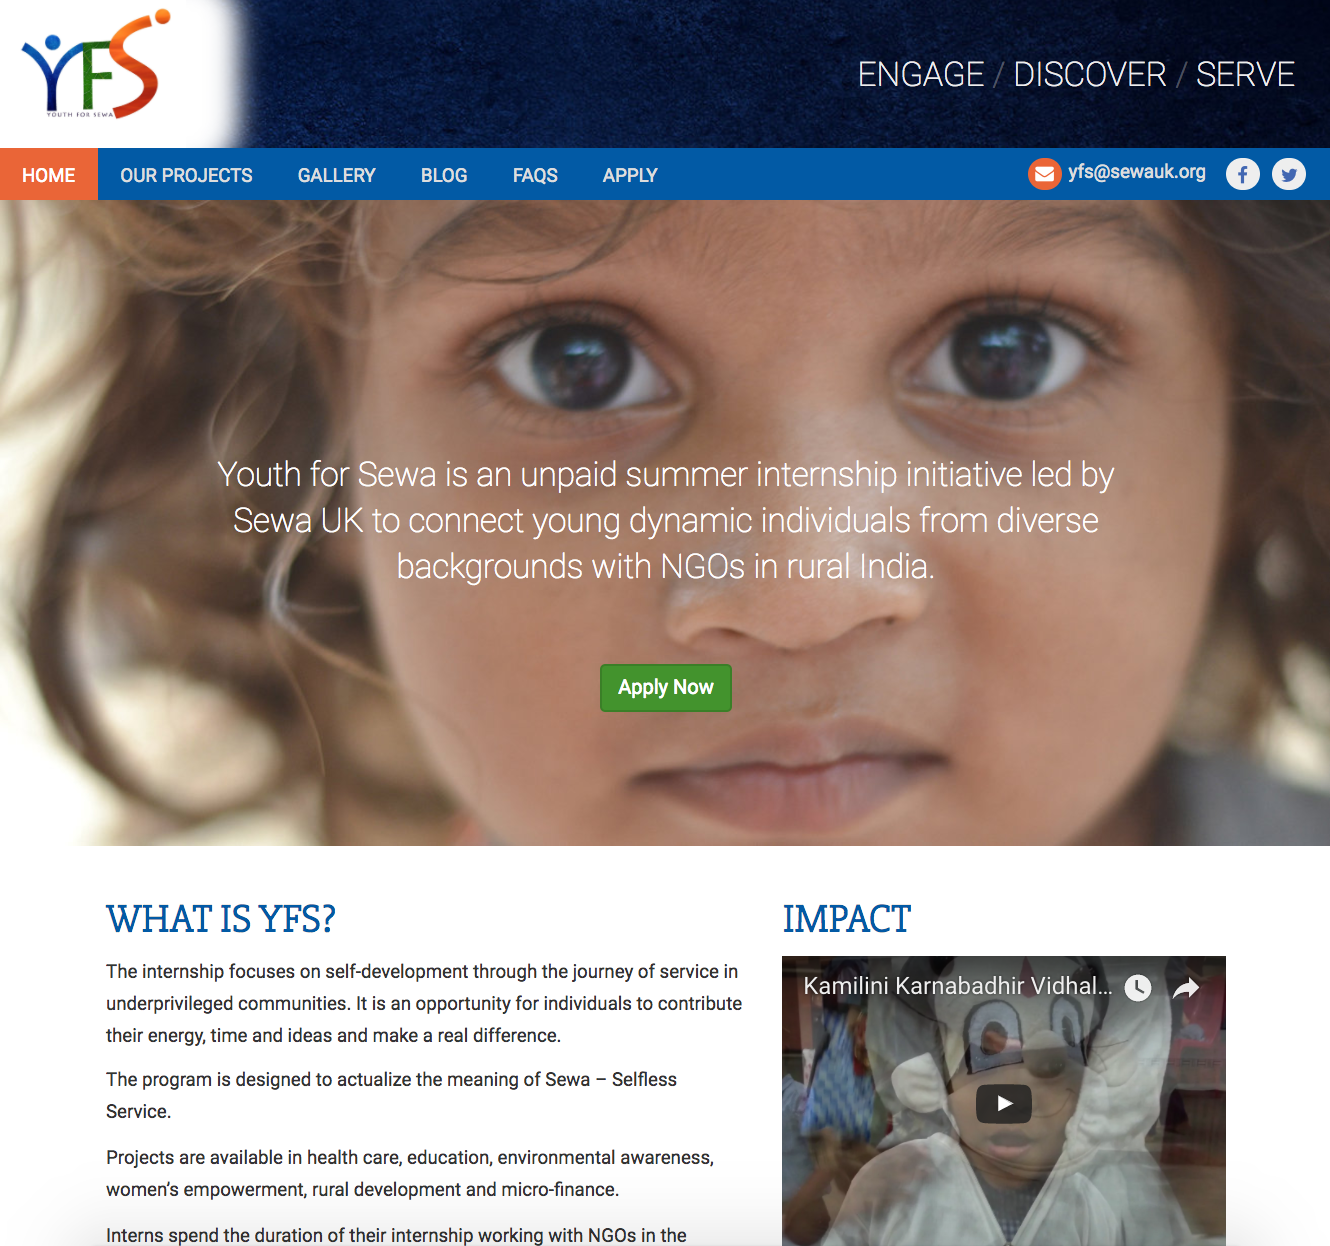 YFS
YOUTH FOR SEWA
ENGAGE / DISCOVER / SERVE
HOME
OUR PROJECTS
GALLERY
BLOG
FAQS
APPLY
yfs@sewauk.org
Youth for Sewa is an unpaid summer internship initiative led by
Sewa UK to connect young dynamic individuals from diverse
backgrounds with NGOs in rural India.
Apply Now
WHAT IS YFS?
The internship focuses on self-development through the journey of service in
underprivileged communities. It is an opportunity for individuals to contribute
their energy, time and ideas and make a real difference.
The program is designed to actualize the meaning of Sewa – Selfless
Service.
Projects are available in health care, education, environmental awareness,
women’s empowerment, rural development and micro-finance.
Interns spend the duration of their internship working with NGOs in the
IMPACT
Kamilini Karnabadhir Vidhal...